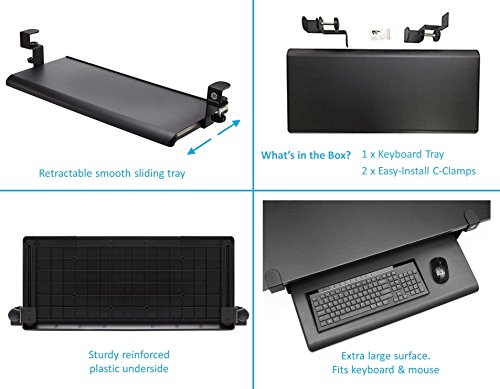 Retractable smooth sliding tray
What's in the Box?
1 x Keyboard Tray
2 x Easy-Install C-Clamps
Sturdy reinforced
plastic underside
Extra large surface.
Fits keyboard & mouse